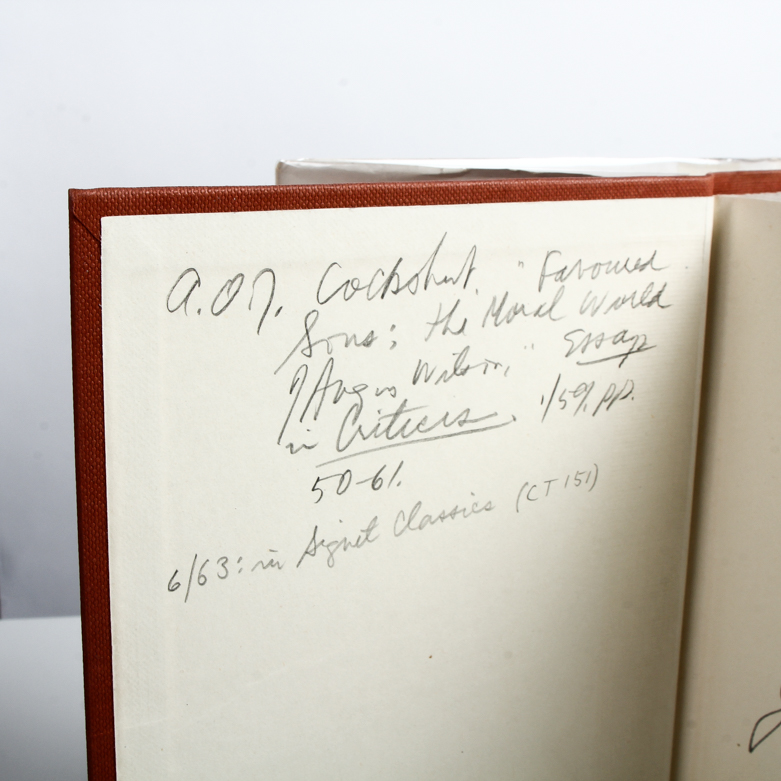 A.O.J. Cockshut, "Favoured
Sons: the Moral World
of Angus Wilson," Essays
in Criticism. 1/59, pp.
50-61.
6/63: in Signet Classics (CT 151)